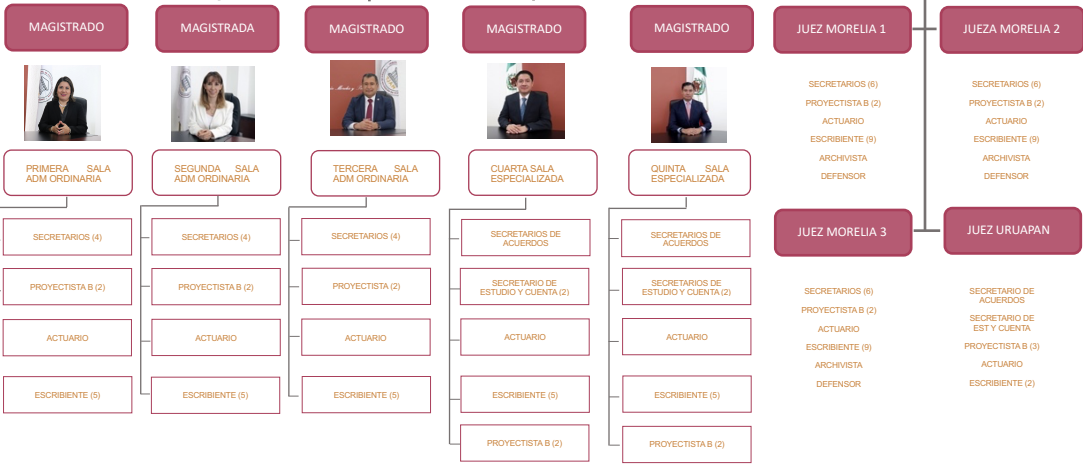 MAGISTRADO
PRIMERA SALA
ADM ORDINARIA
SECRETARIOS (4)
PROYECTISTA B (2)
ACTUARIO
ESCRIBIENTE (5)
MAGISTRADA
SEGUNDA SALA
ADM ORDINARIA
SECRETARIOS (4)
PROYECTISTA B (2)
ACTUARIO
ESCRIBIENTE (5)
MAGISTRADO
TERCERA SALA
ADM ORDINARIA
SECRETARIOS (4)
PROYECTISTA (2)
ACTUARIO
ESCRIBIENTE (5)
MAGISTRADO
CUARTA SALA
ESPECIALIZADA
SECRETARIOS DE
ACUERDOS
SECRETARIO DE
ESTUDIO Y CUENTA (2)
ACTUARIO
ESCRIBIENTE (5)
PROYECTISTA B (2)
MAGISTRADO
QUINTA SALA
ESPECIALIZADA
SECRETARIOS DE
ACUERDOS
SECRETARIOS DE
ESTUDIO Y CUENTA (2)
ACTUARIO
ESCRIBIENTE (5)
PROYECTISTA B (2)
JUEZ MORELIA 1
SECRETARIOS (6)
PROYECTISTA B (2)
ACTUARIO
ESCRIBIENTE (9)
ARCHIVISTA
DEFENSOR
JUEZA MORELIA 2
SECRETARIOS (6)
PROYECTISTA B (2)
ACTUARIO
ESCRIBIENTE (9)
ARCHIVISTA
DEFENSOR
JUEZ MORELIA 3
SECRETARIOS (6)
PROYECTISTA B (2)
ACTUARIO
ESCRIBIENTE (9)
ARCHIVISTA
DEFENSOR
JUEZ URUAPAN
SECRETARIO DE
ACUERDOS
SECRETARIO DE
EST Y CUENTA
PROYECTISTA B (3)
ACTUARIO
ESCRIBIENTE (2)